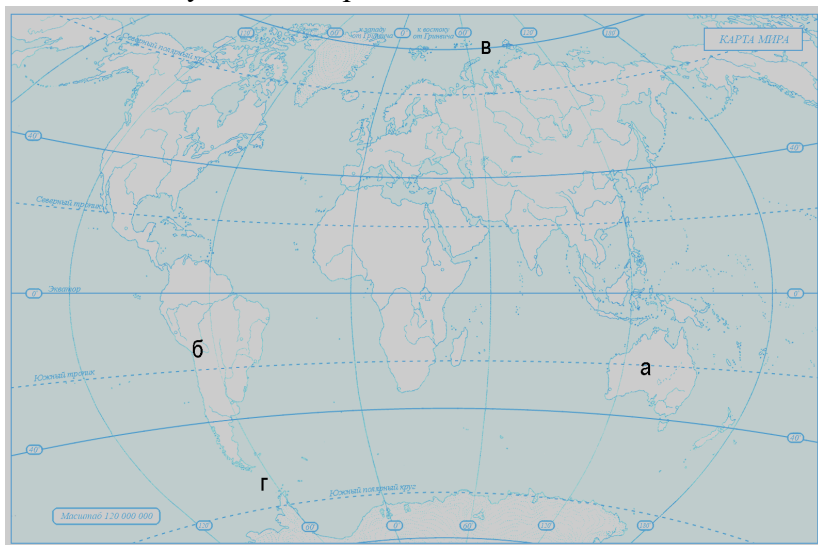 120 60 к западу от Гринвича 0 к востоку от Гринвича 60 120 180
в
КАРТА МИРА
Северный полярный круг
40 40
Северный тропик
0 Экватор 0
б
а
Южный тропик
40 40
г
Южный полярный круг
Масштаб 120 000 000
120 60 0 60 120 180